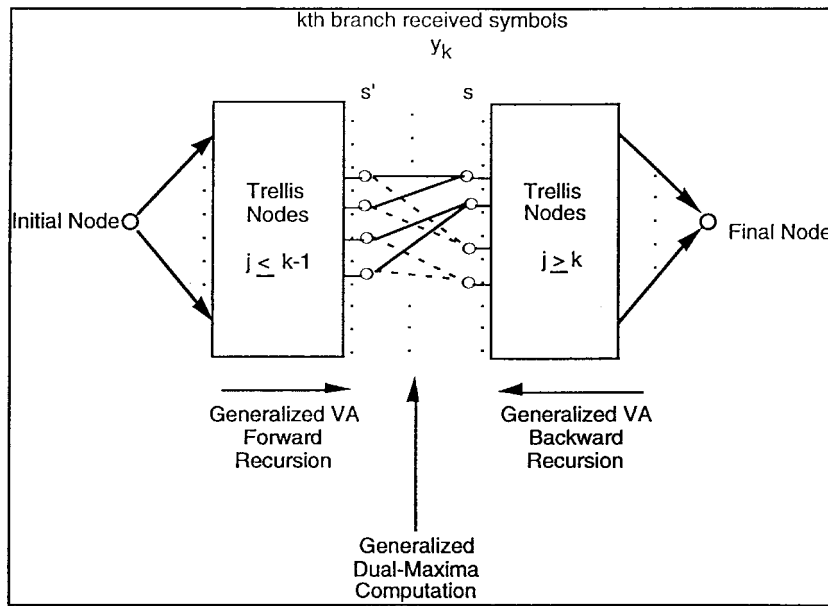 kth branch received symbols
yk
s'
s
Initial Node
Trellis
Nodes
j ≤ k-1
Trellis
Nodes
j ≥ k
Final Node
Generalized VA
Forward
Recursion
Generalized VA
Backward
Recursion
Generalized
Dual-Maxima
Computation